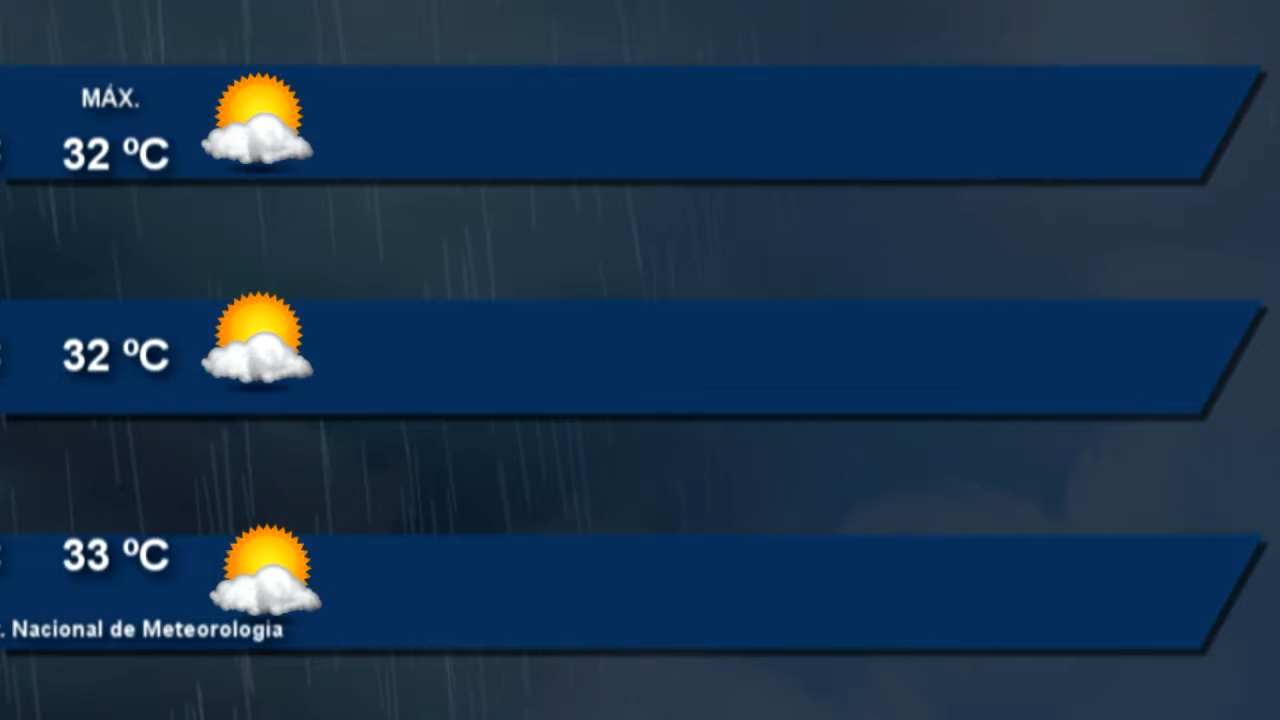 MÁX.
32 ºC
32 ºC
33 ºC
. Nacional de Meteorologia